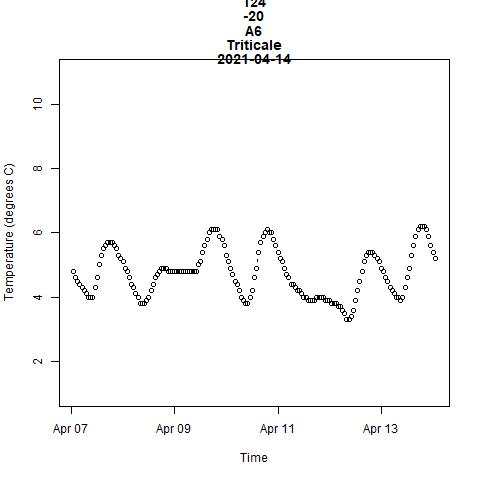 124
-20
A6
Triticale
2021-04-14
Temperature (degrees C)
10
8
6
4
2
Apr 07
Apr 09
Apr 11
Apr 13
Time